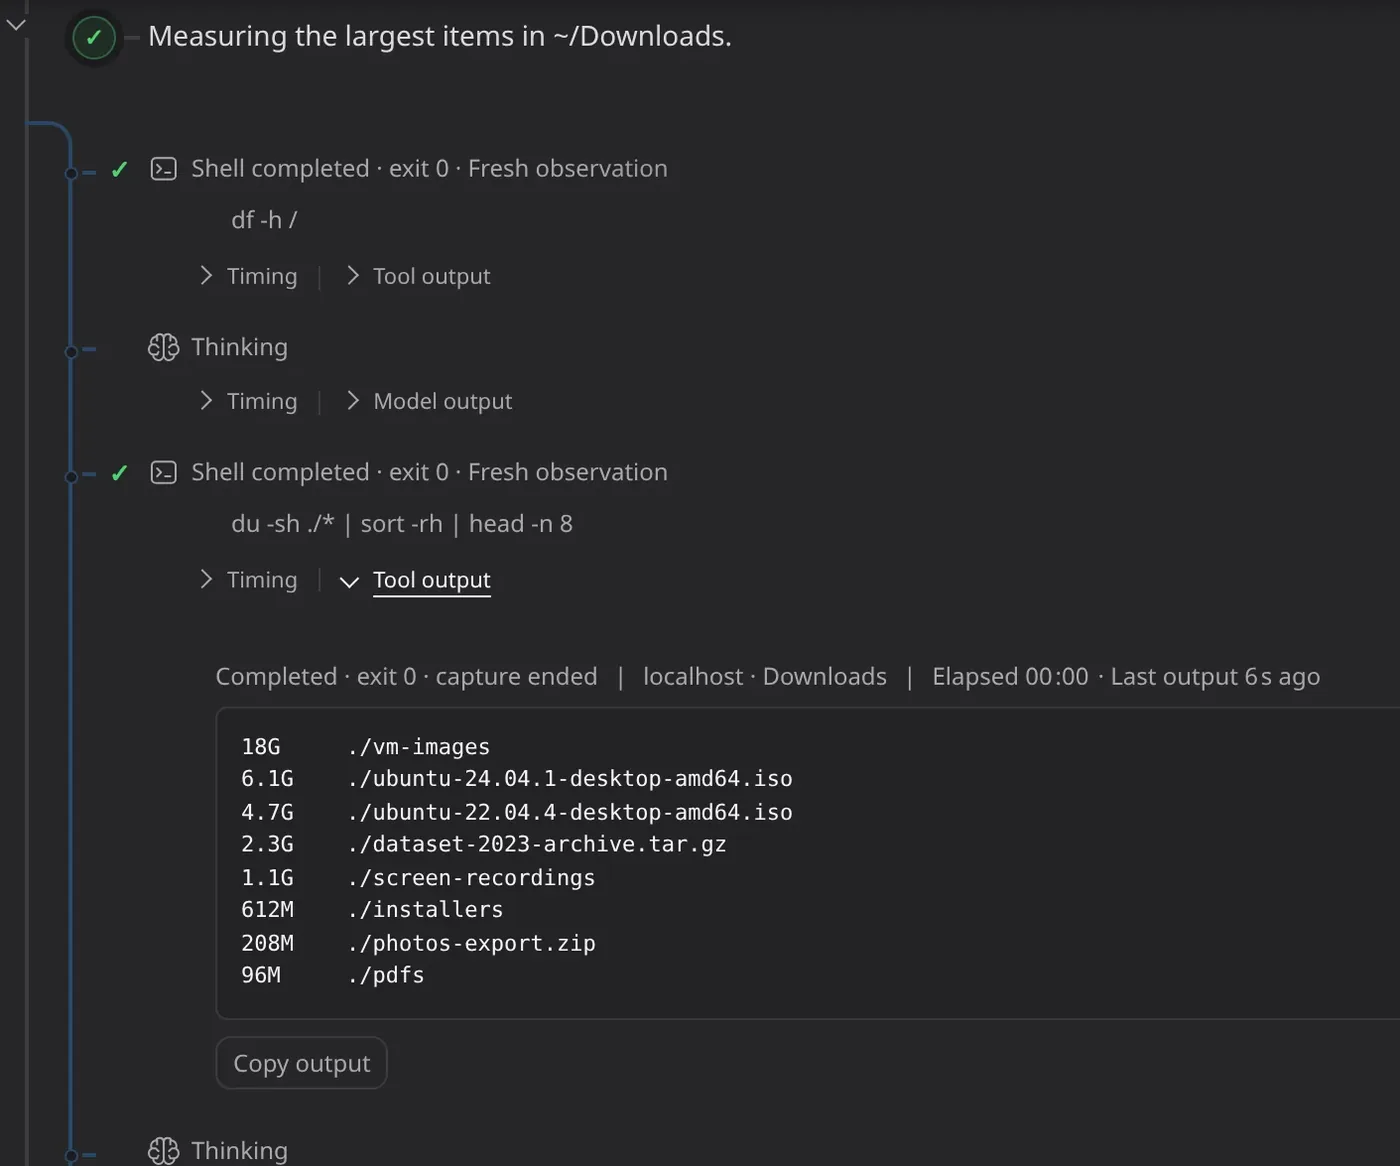 Measuring the largest items in ~/Downloads.
Shell completed · exit 0 · Fresh observation
df -h /
Timing | Tool output
Thinking
Timing | Model output
Shell completed · exit 0 · Fresh observation
du -sh ./* | sort -rh | head -n 8
Timing | Tool output
Completed · exit 0 · capture ended | localhost · Downloads | Elapsed 00:00 · Last output 6s ago
18G ./vm-images
6.1G ./ubuntu-24.04.1-desktop-amd64.iso
4.7G ./ubuntu-22.04.4-desktop-amd64.iso
2.3G ./dataset-2023-archive.tar.gz
1.1G ./screen-recordings
612M ./installers
208M ./photos-export.zip
96M ./pdfs
Copy output
Thinking